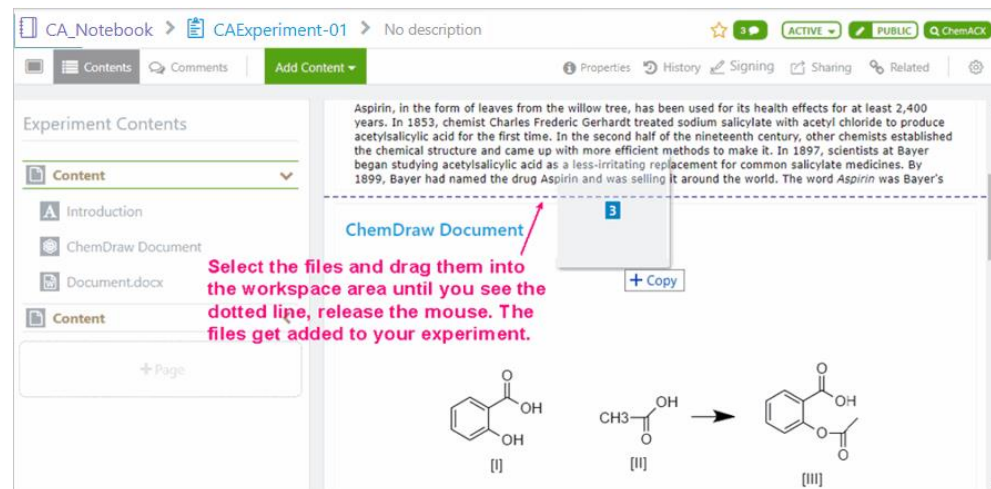 CA_Notebook > CAExperiment-01 > No description
3
ACTIVE
PUBLIC
ChemACX
Contents
Comments
Add Content
Properties
History
Signing
Sharing
Related
Experiment Contents
Content
Introduction
ChemDraw Document
Document.docx
Content
+ Page
Aspirin, in the form of leaves from the willow tree, has been used for its health effects for at least 2,400
years. In 1853, chemist Charles Frederic Gerhardt treated sodium salicylate with acetyl chloride to produce
acetylsalicylic acid for the first time. In the second half of the nineteenth century, other chemists established
the chemical structure and came up with more efficient methods to make it. In 1897, scientists at Bayer
began studying acetylsalicylic acid as a less-irritating replacement for common salicylate medicines. By
1899, Bayer had named the drug Aspirin and was selling it around the world. The word Aspirin was Bayer's
3
ChemDraw Document
+ Copy
Select the files and drag them into
the workspace area until you see the
dotted line, release the mouse. The
files get added to your experiment.
O
OH
OH
[I]
CH3
OH
O
[II]
O
OH
O
O
[III]